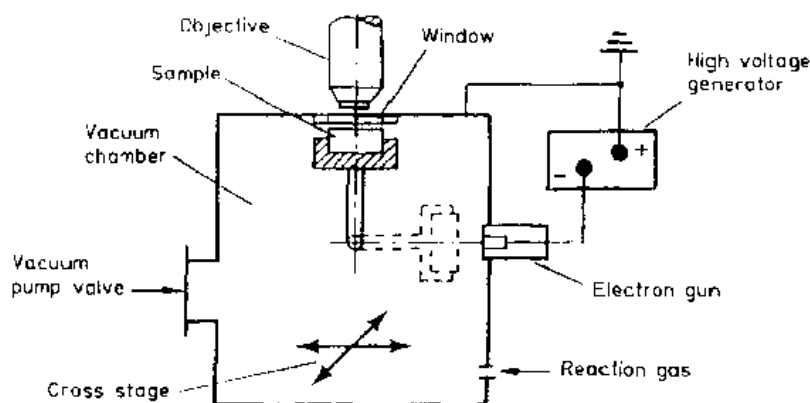 Objective
Window
Sample
High voltage
generator
Vacuum
chamber
+
−
Vacuum
pump valve
Electron gun
Reaction gas
Cross stage